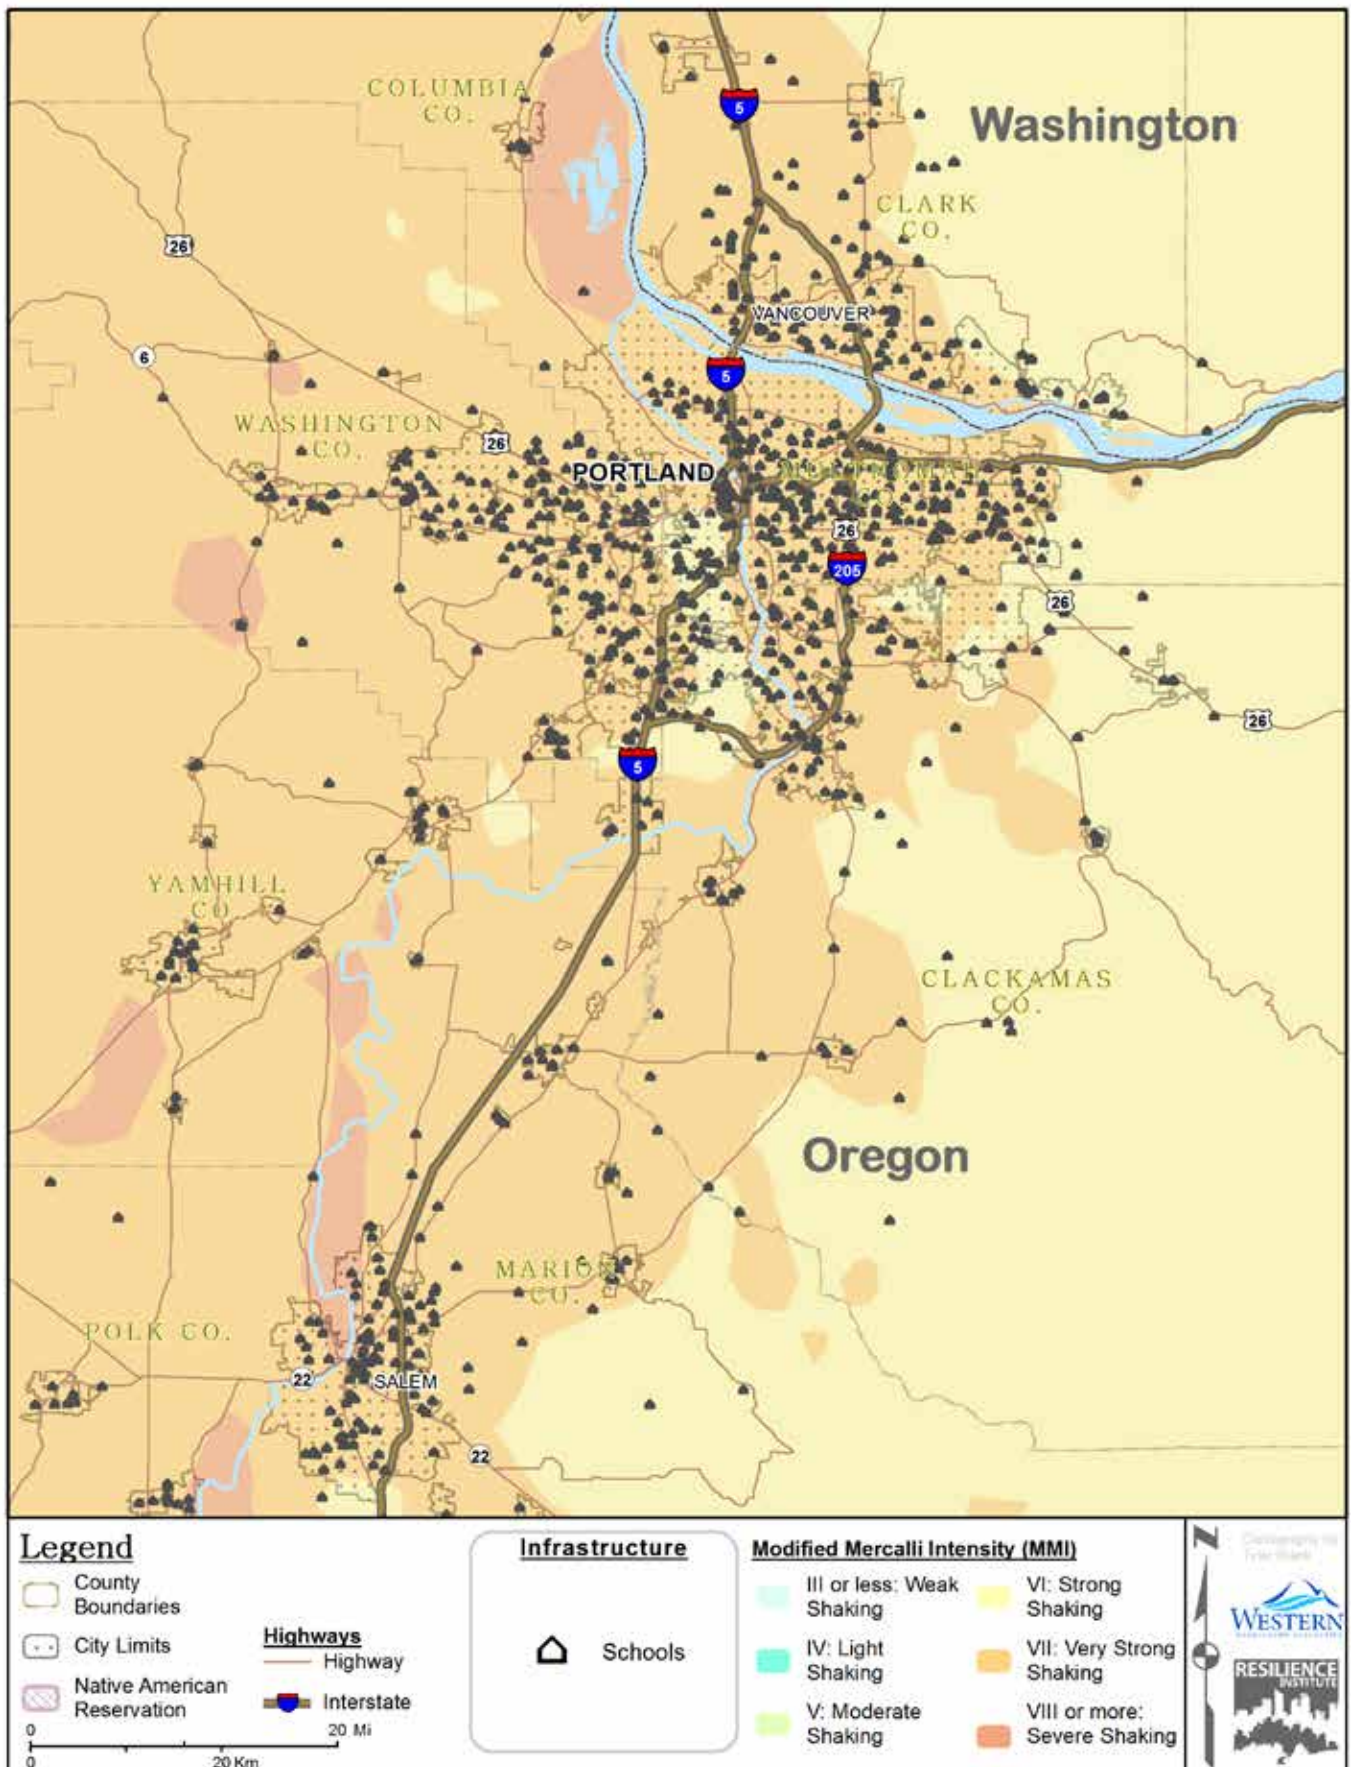 COLUMBIA
CO.
5
Washington
CLARK
CO.
26
VANCOUVER
6
5
WASHINGTON
CO.
26
PORTLAND
MULTNOMAH
CO.
26
205
26
26
5
YAMHILL
CO
CLACKAMAS
CO.
Oregon
MARION
CO.
POLK CO.
22
SALEM
22
Legend
County
Boundaries
City Limits
Native American
Reservation
Highways
Highway
Interstate
0
20 Mi
0
20 Km
Infrastructure
Schools
Modified Mercalli Intensity (MMI)
III or less: Weak
Shaking
IV: Light
Shaking
V: Moderate
Shaking
VI: Strong
Shaking
VII: Very Strong
Shaking
VIII or more:
Severe Shaking
N
WESTERN
RESILIENCE
INSTITUTE